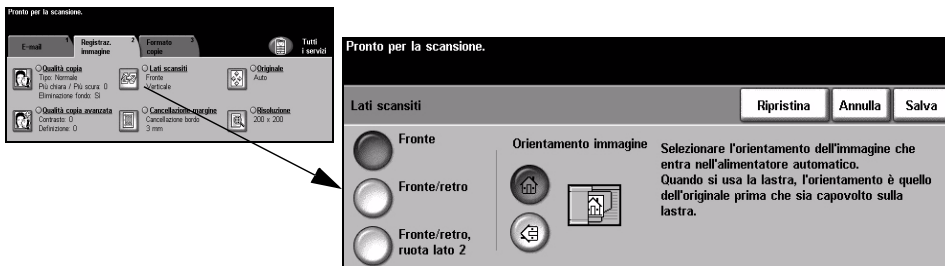 Pronto per la scansione.
E-mail
1
Registraz.
immagine
2
Formato
copie
3
Tutti
i servizi
Qualità copia
Tipo: Normale
Più chiara / Più scura: 0
Eliminazione fondo: Sì
Lati scansiti
Fronte
Verticale
Originale
Auto
Qualità copia avanzata
Contrasto: 0
Definizione: 0
Cancellazione margine
Cancellazione bordo
3 mm
Risoluzione
200 x 200
Pronto per la scansione.
Lati scansiti
Ripristina
Annulla
Salva
Fronte
Fronte/retro
Fronte/retro,
ruota lato 2
Orientamento immagine
Selezionare l'orientamento dell'immagine che
entra nell'alimentatore automatico.
Quando si usa la lastra, l'orientamento è quello
dell'originale prima che sia capovolto sulla
lastra.